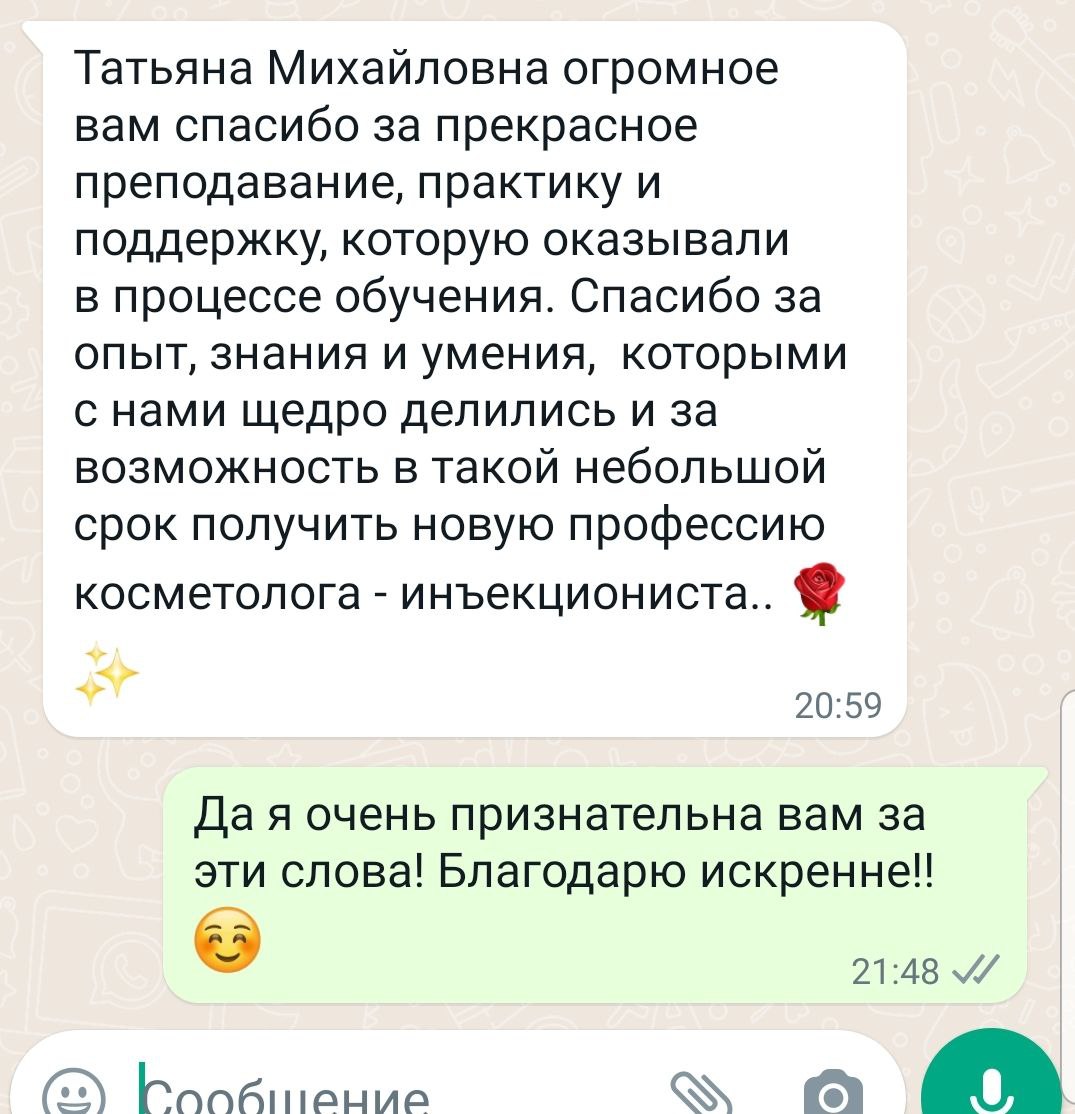 Татьяна Михайловна огромное
вам спасибо за прекрасное
преподавание, практику и
поддержку, которую оказывали
в процессе обучения. Спасибо за
опыт, знания и умения,  которыми
с нами щедро делились и за
возможность в такой небольшой
срок получить новую профессию
косметолога - инъекциониста.. 🌹
✨
20:59
Да я очень признательна вам за
эти слова! Благодарю искренне!!
☺️
21:48
Сообщение